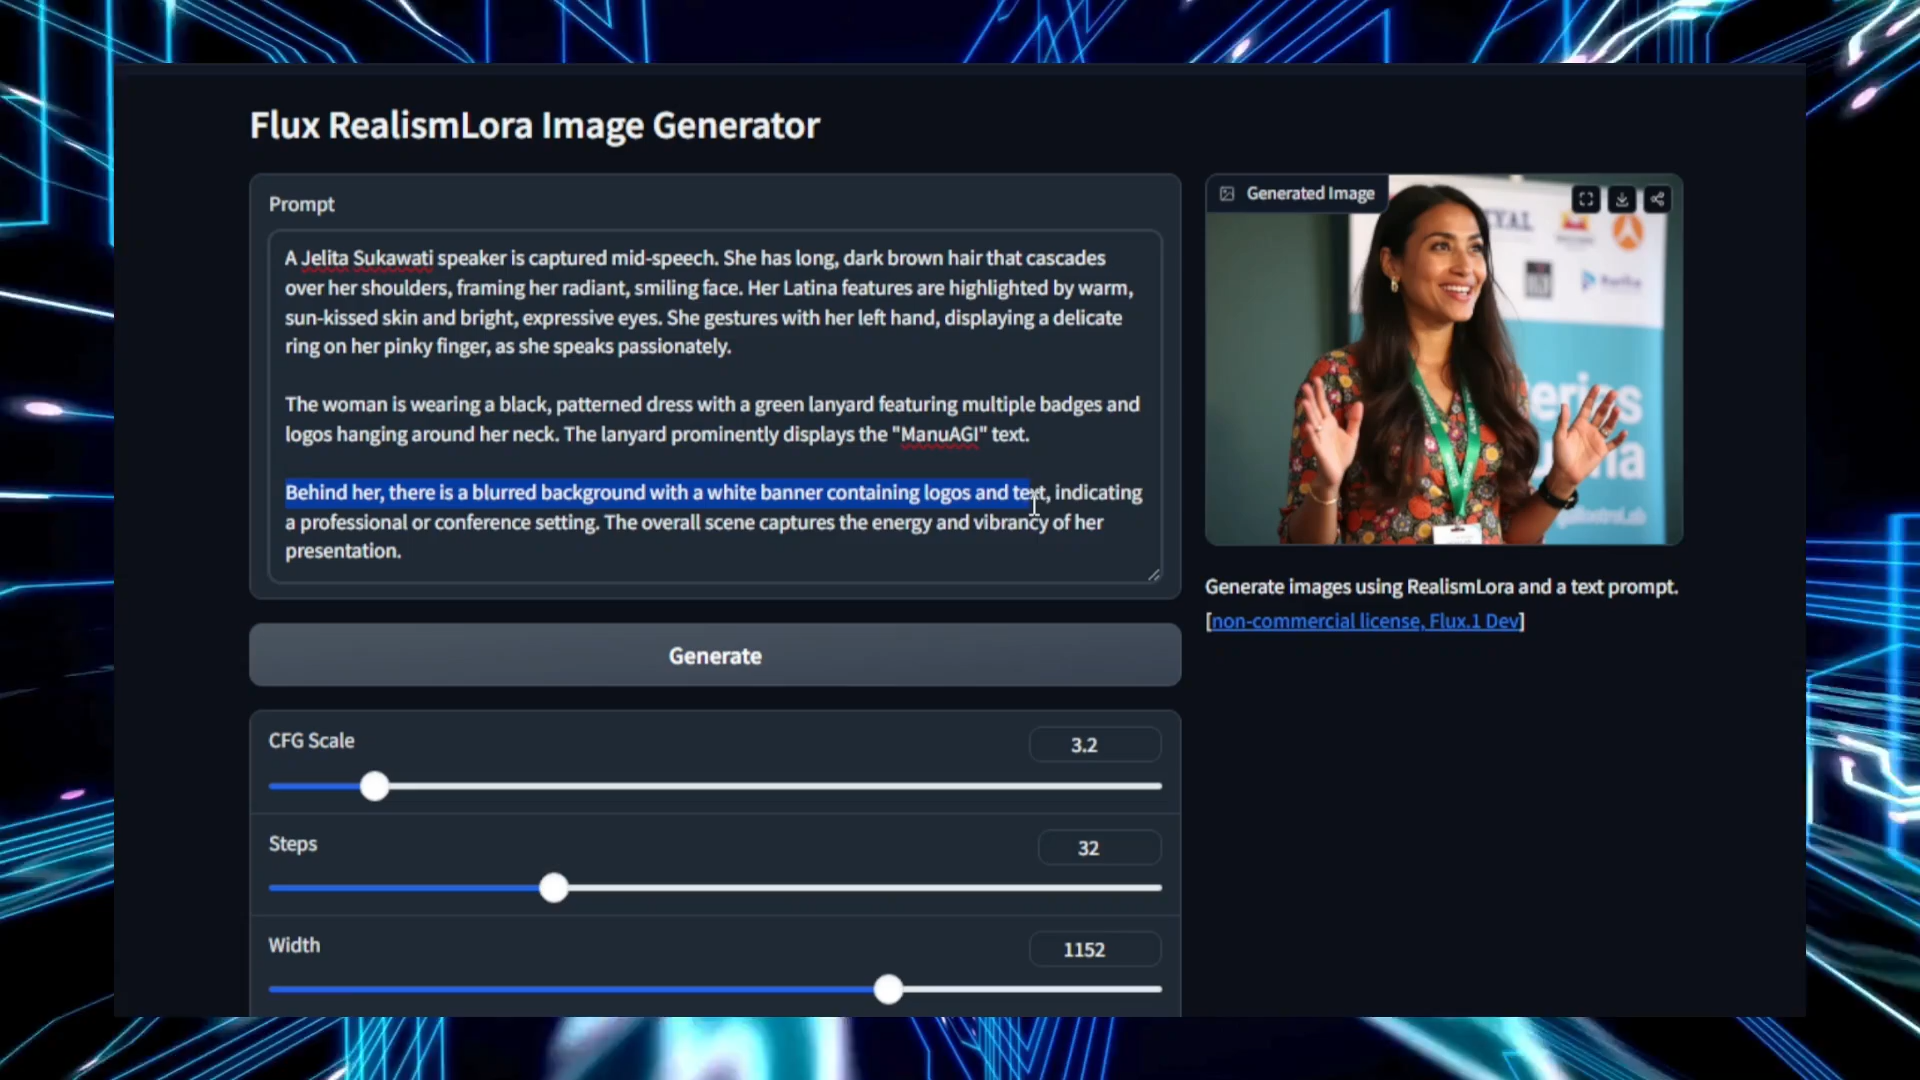 Flux RealismLora Image Generator
Prompt
A Jelita Sukawati speaker is captured mid-speech. She has long, dark brown hair that cascades
over her shoulders, framing her radiant, smiling face. Her Latina features are highlighted by warm,
sun-kissed skin and bright, expressive eyes. She gestures with her left hand, displaying a delicate
ring on her pinky finger, as she speaks passionately.
The woman is wearing a black, patterned dress with a green lanyard featuring multiple badges and
logos hanging around her neck. The lanyard prominently displays the "ManuAGI" text.
Behind her, there is a blurred background with a white banner containing logos and text, indicating
a professional or conference setting. The overall scene captures the energy and vibrancy of her
presentation.
Generate
CFG Scale
3.2
Steps
32
Width
1152
Generated Image
Generate images using RealismLora and a text prompt.
[non-commercial license, Flux.1 Dev]